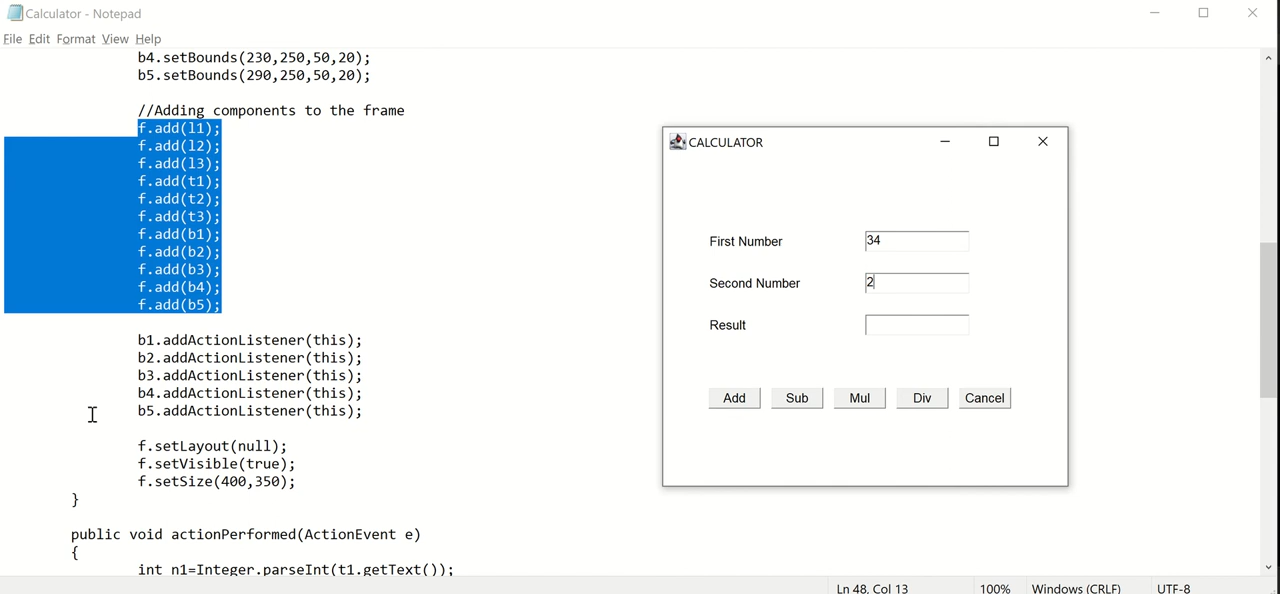 Calculator - Notepad
File Edit Format View Help
b4.setBounds(230,250,50,20);
b5.setBounds(290,250,50,20);
//Adding components to the frame
f.add(l1);
f.add(l2);
f.add(l3);
f.add(t1);
f.add(t2);
f.add(t3);
f.add(b1);
f.add(b2);
f.add(b3);
f.add(b4);
f.add(b5);
b1.addActionListener(this);
b2.addActionListener(this);
b3.addActionListener(this);
b4.addActionListener(this);
b5.addActionListener(this);
f.setLayout(null);
f.setVisible(true);
f.setSize(400,350);
}
public void actionPerformed(ActionEvent e)
{
int n1=Integer.parseInt(t1.getText());
CALCULATOR
First Number 34
Second Number 2
Result
Add Sub Mul Div Cancel
Ln 48, Col 13 100% Windows (CRLF) UTF-8